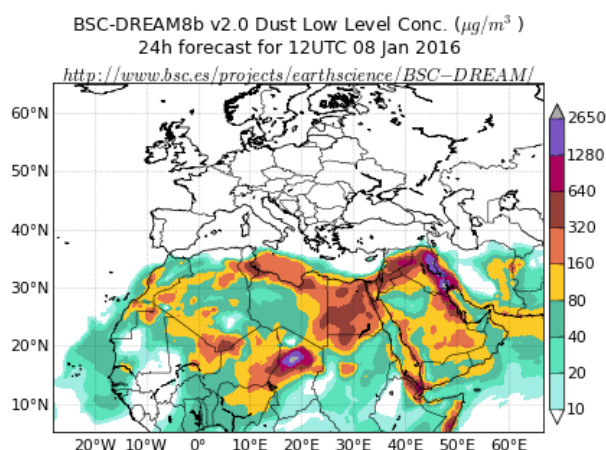 BSC-DREAM8b v2.0 Dust Low Level Conc. (μg/m³ )
24h forecast for 12UTC 08 Jan 2016
http://www.bsc.es/projects/earthscience/BSC−DREAM/
60°N
50°N
40°N
30°N
20°N
10°N
20°W 10°W 0° 10°E 20°E 30°E 40°E 50°E 60°E
2650
1280
640
320
160
80
40
20
10